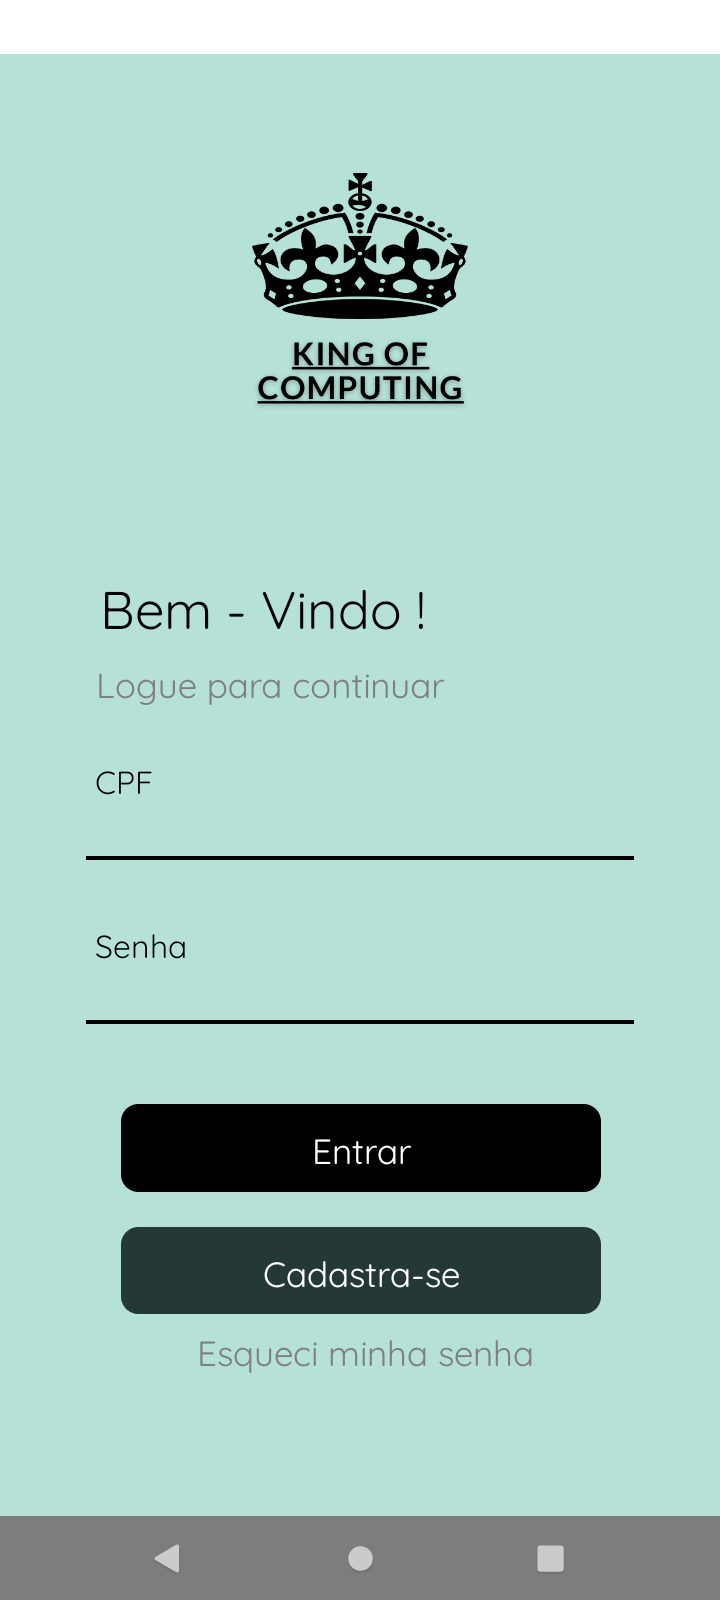 KING OF
COMPUTING
Bem - Vindo !
Logue para continuar
CPF
Senha
Entrar
Cadastra-se
Esqueci minha senha